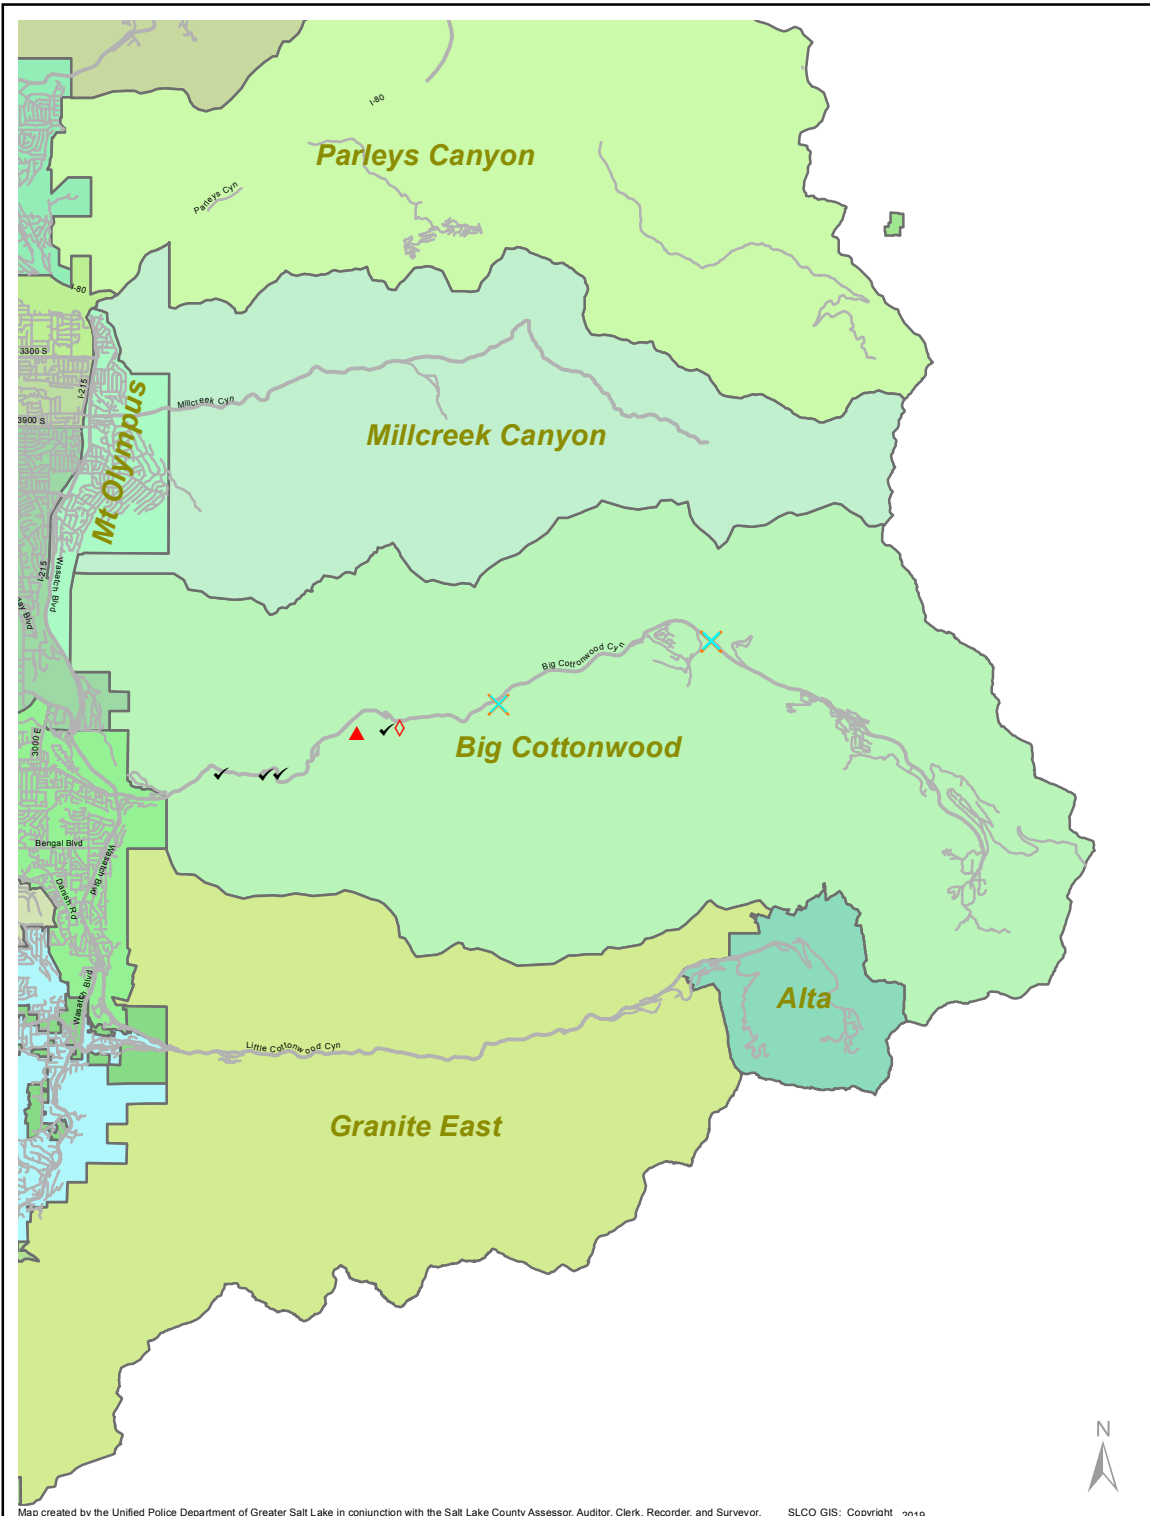 I-80
Parleys Canyon
Parleys Cyn
I-80
3300 S
I-215
Mt Olympus
Millcreek Cyn
3900 S
Millcreek Canyon
I-215
Wasatch Blvd
day Blvd
Big Cottonwood Cyn
3000 E
Big Cottonwood
Bengal Blvd
Wasatch Blvd
Danish Rd
Wasatch Blvd
Alta
Little Cottonwood Cyn
Granite East
N
Map created by the Unified Police Department of Greater Salt Lake in conjunction with the Salt Lake County Assessor, Auditor, Clerk, Recorder, and Surveyor. SLCO GIS: Copyright 2019